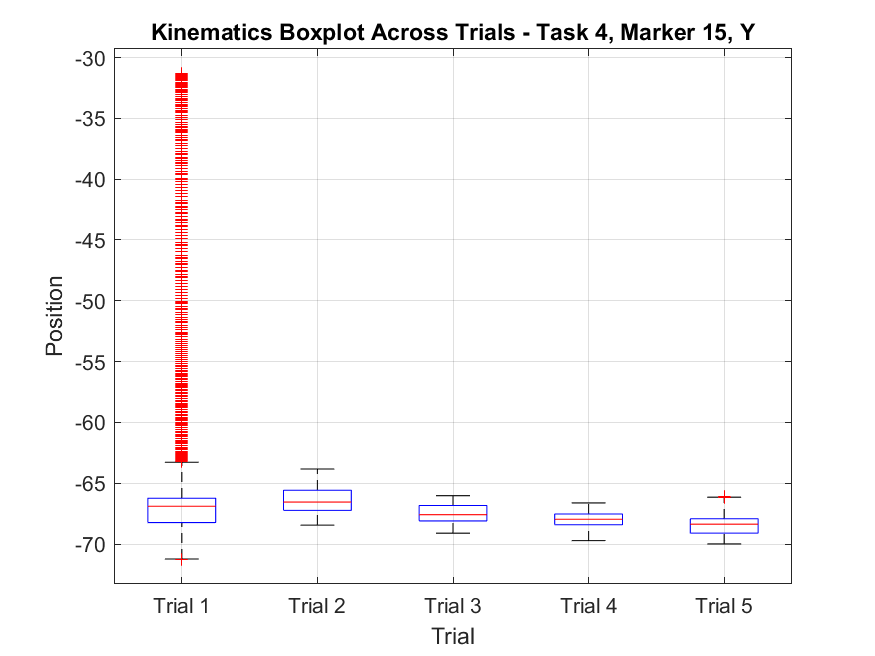 Kinematics Boxplot Across Trials - Task 4, Marker 15, Y
-30
-35
-40
-45
-50
-55
-60
-65
-70
Position
Trial 1 Trial 2 Trial 3 Trial 4 Trial 5
Trial